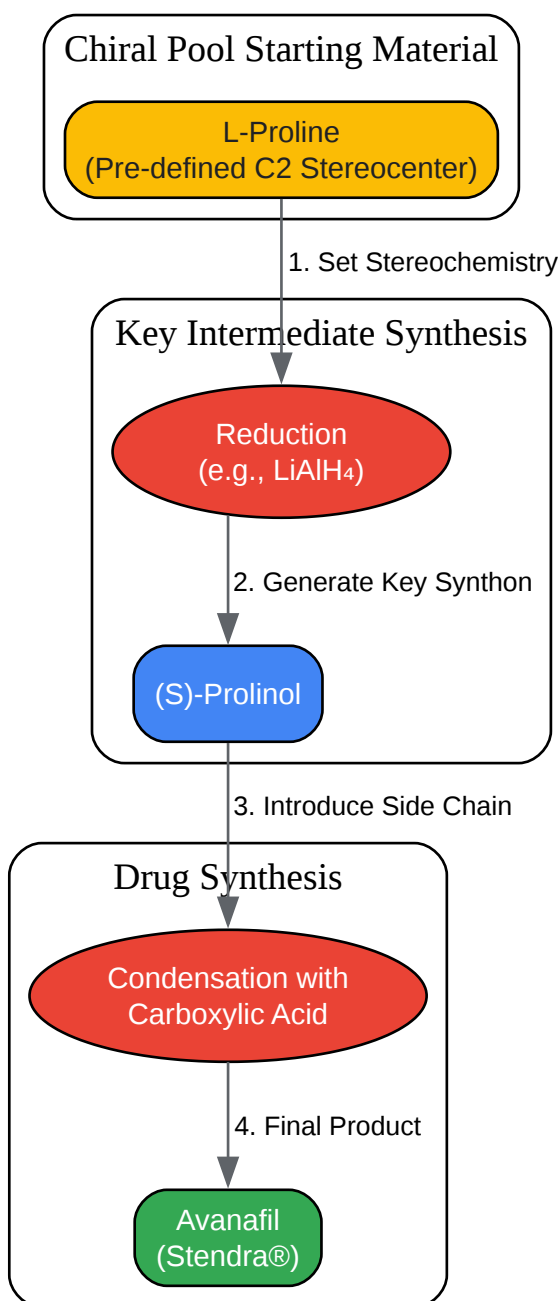 Chiral Pool Starting Material
L-Proline
(Pre-defined C2 Stereocenter)
1. Set Stereochemistry
Key Intermediate Synthesis
Reduction
(e.g., LiAlH₄)
2. Generate Key Synthon
(S)-Prolinol
3. Introduce Side Chain
Drug Synthesis
Condensation with
Carboxylic Acid
4. Final Product
Avanafil
(Stendra®)